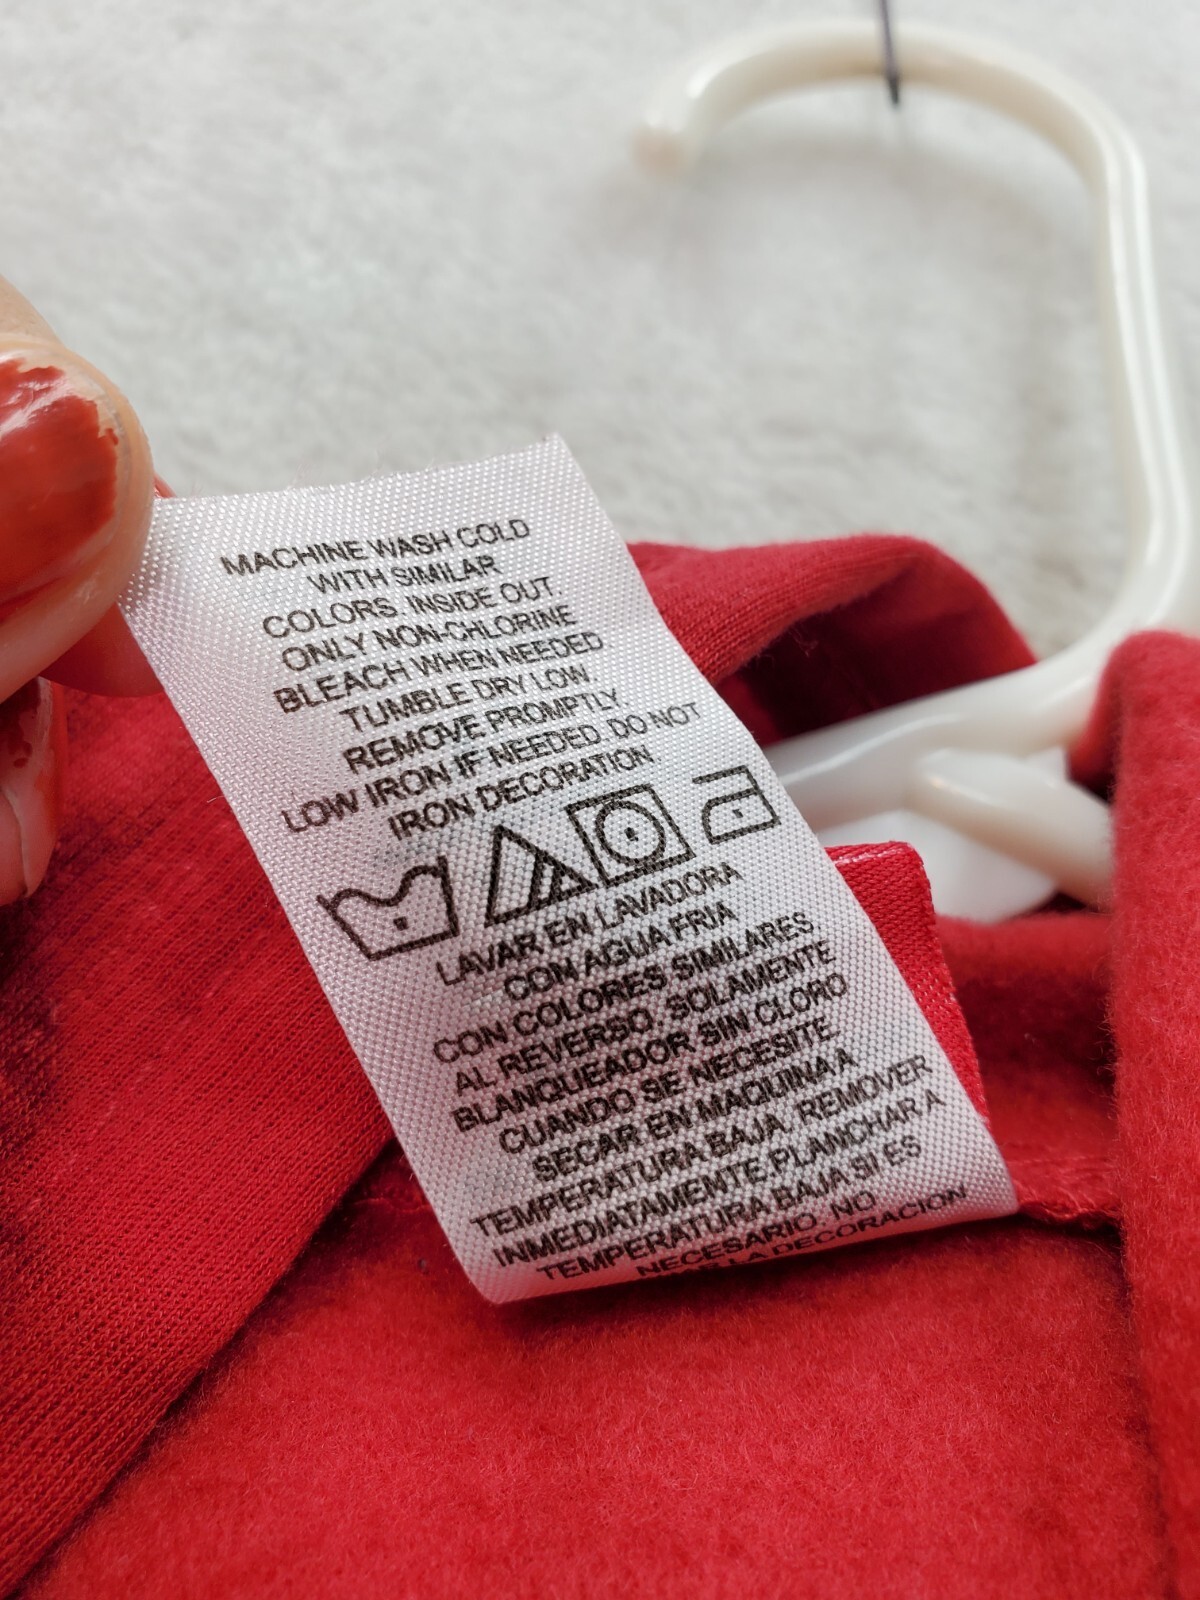 MACHINE WASH COLD
WITH SIMILAR
COLORS. INSIDE OUT.
ONLY NON-CHLORINE
BLEACH WHEN NEEDED
TUMBLE DRY LOW
REMOVE PROMPTLY.
LOW IRON IF NEEDED. DO NOT
IRON DECORATION
LAVAR EN LAVADORA
CON AGUA FRIA
CON COLORES SIMILARES
AL REVERSO. SOLAMENTE
BLANQUEADOR SIN CLORO
CUANDO SE NECESITE
SECAR EN MAQUINA A
TEMPERATURA BAJA. REMOVER
INMEDIATAMENTE PLANCHAR A
TEMPERATURA BAJA SI ES
NECESARIO. NO
LA DECORACION